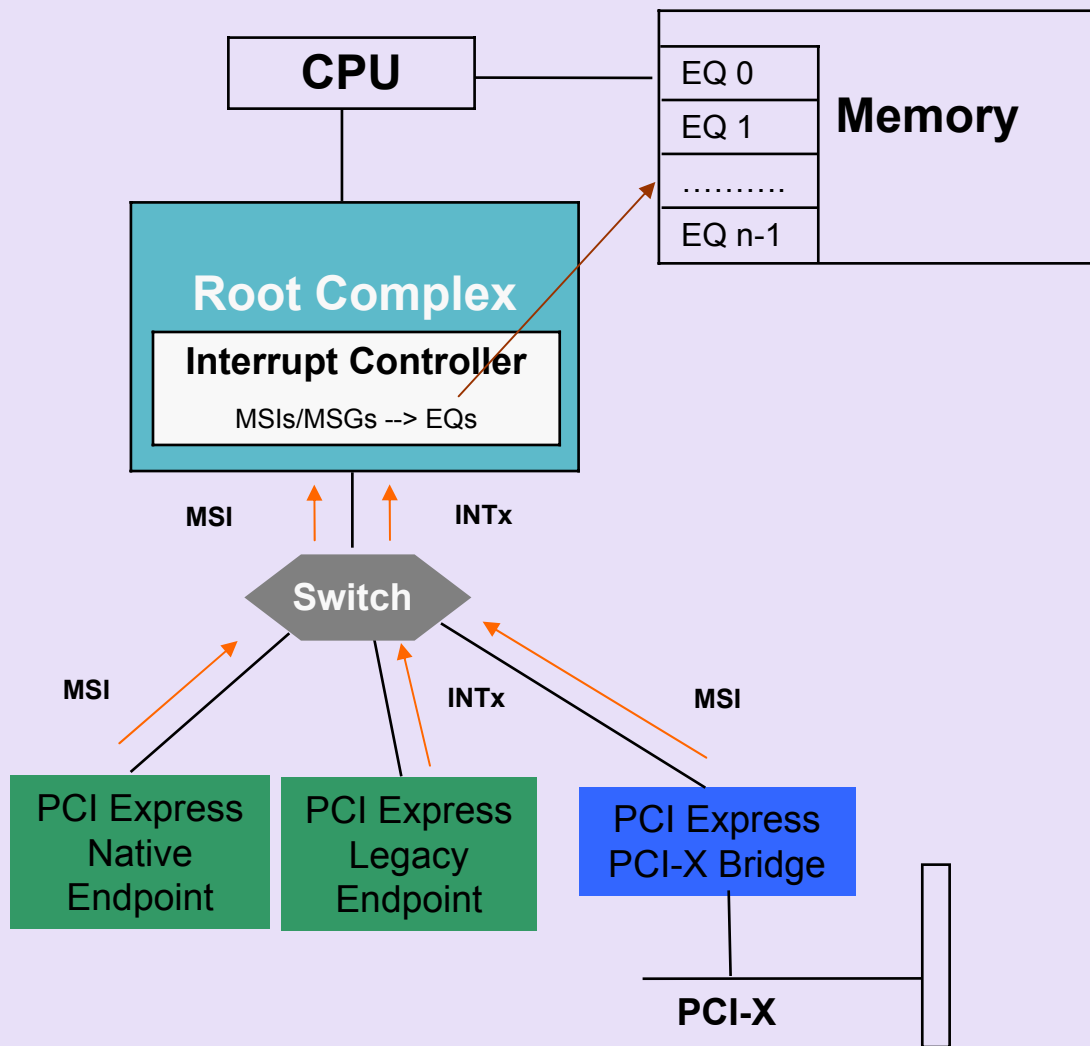 CPU
EQ 0
EQ 1
..........
EQ n-1
Memory
Root Complex
Interrupt Controller
MSIs/MSGs --> EQs
MSI
INTx
Switch
MSI
INTx
MSI
PCI Express
Native
Endpoint
PCI Express
Legacy
Endpoint
PCI Express
PCI-X Bridge
PCI-X